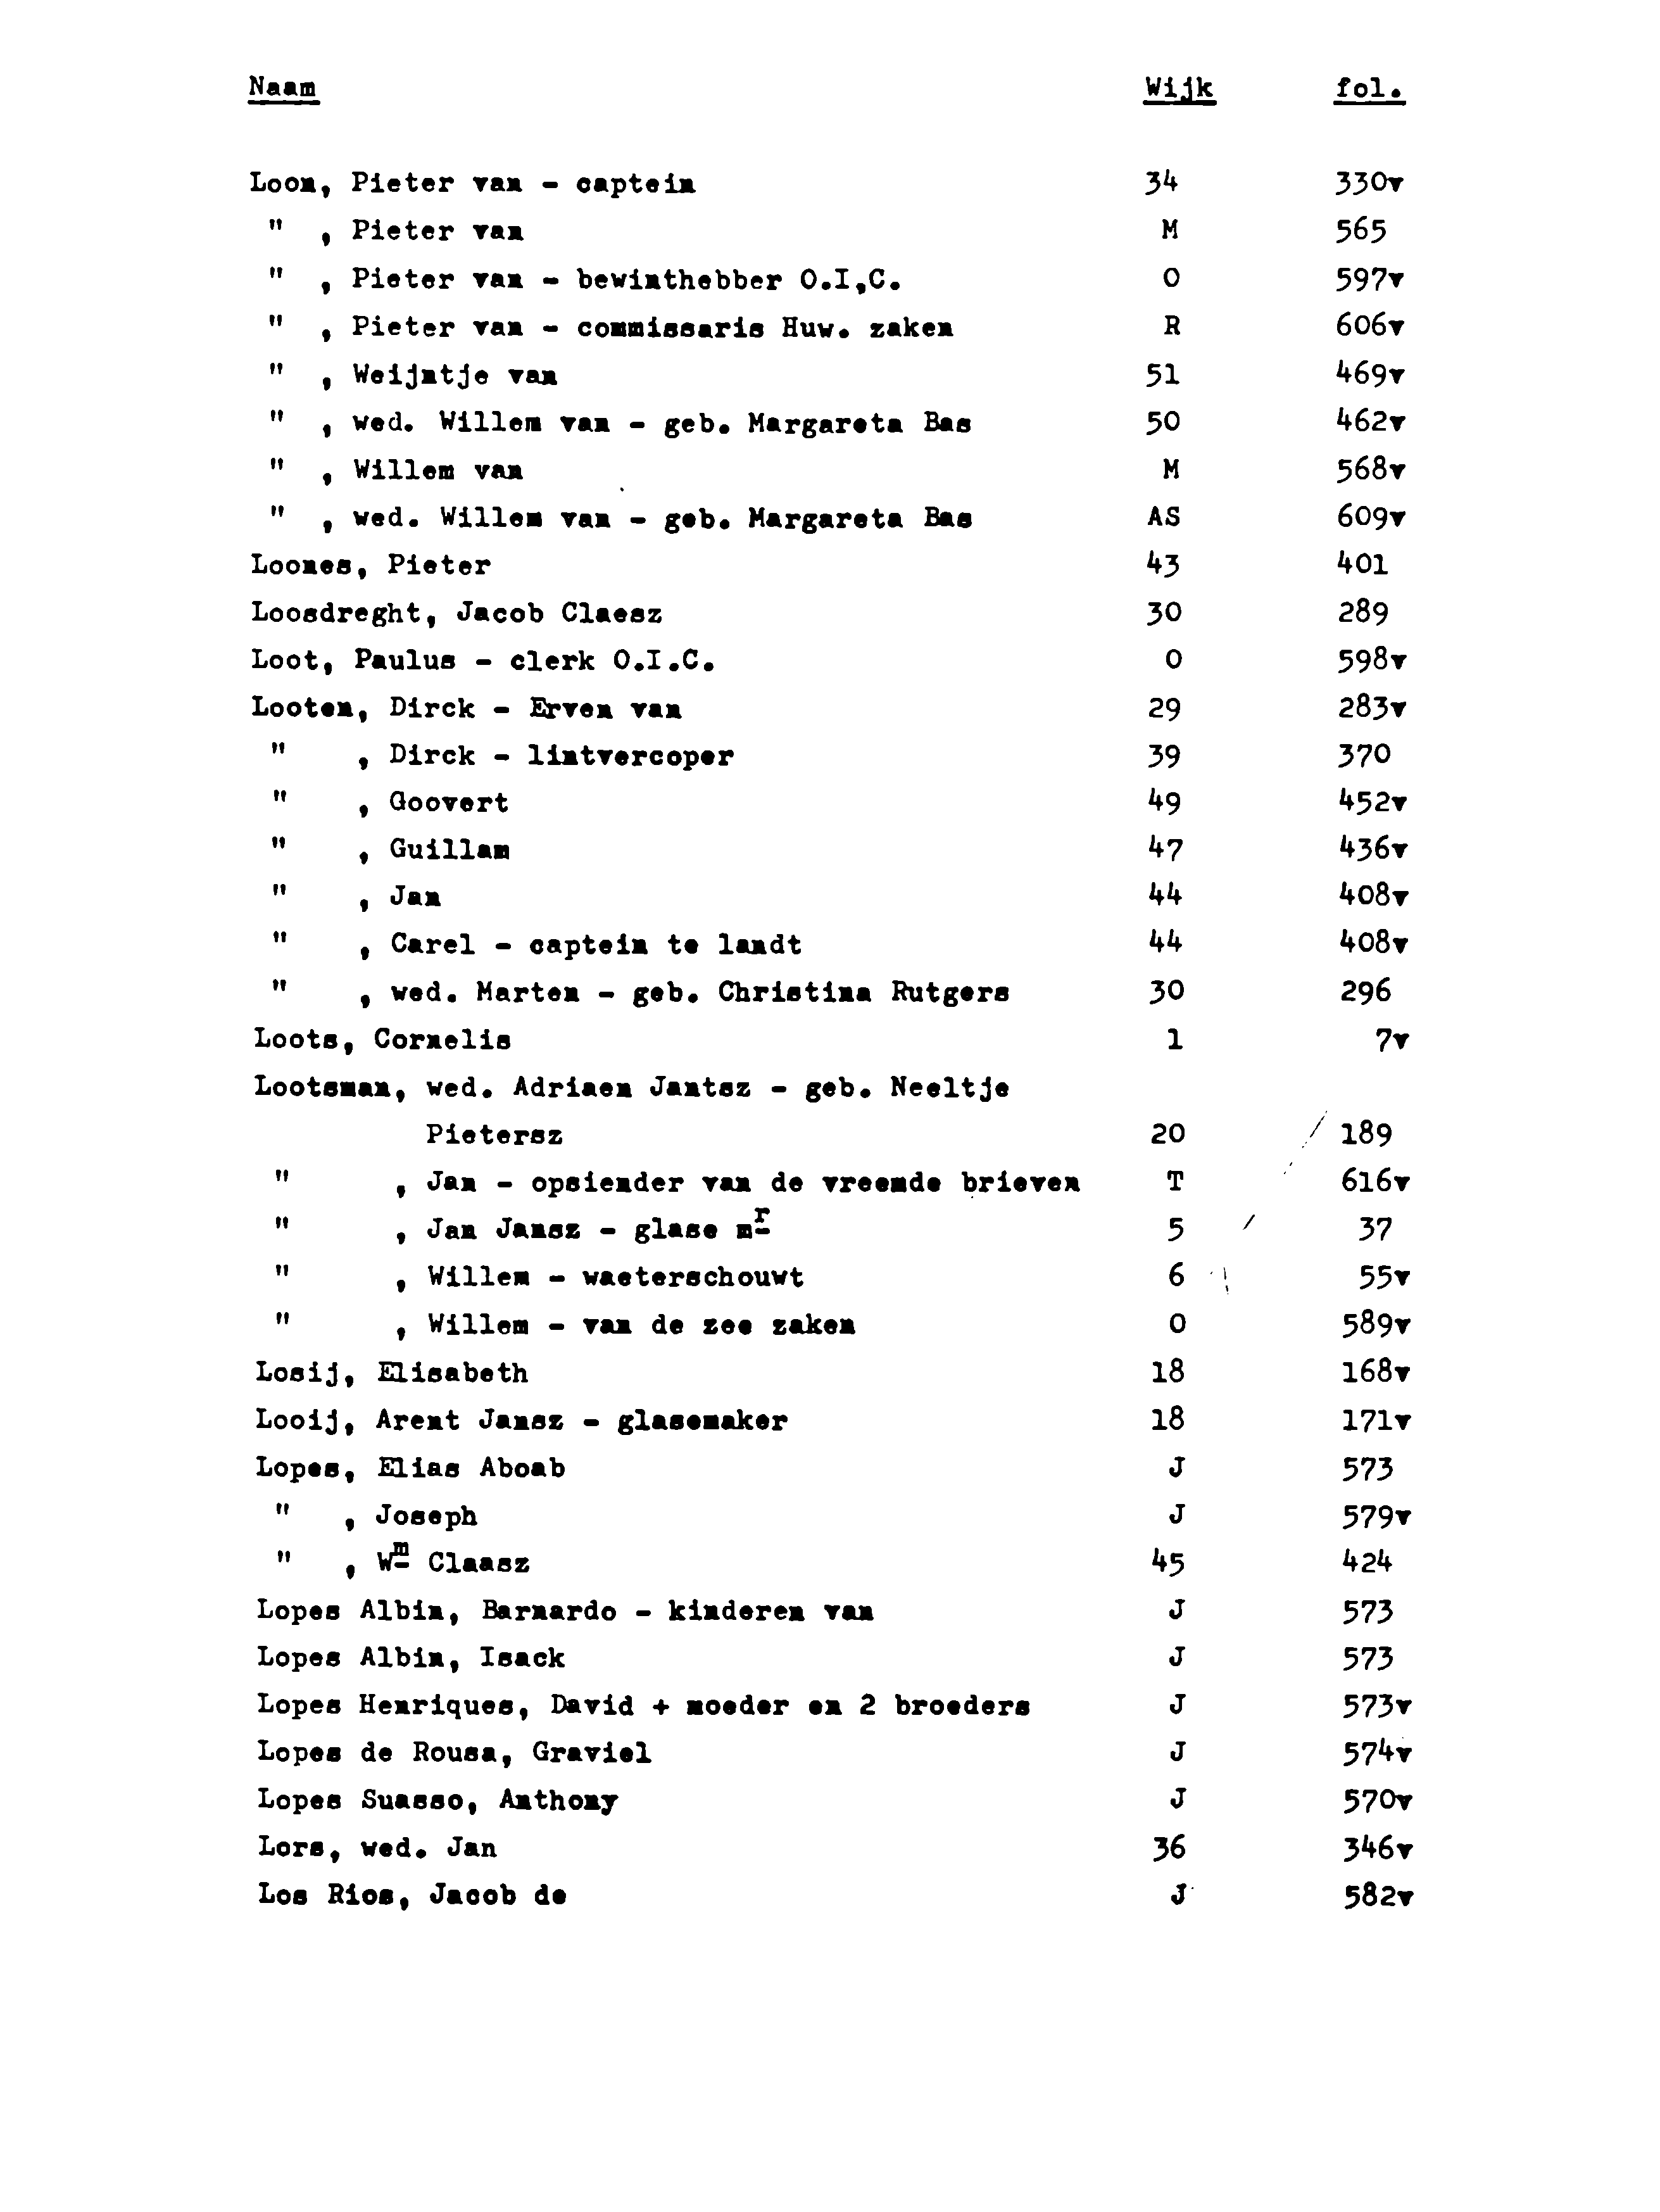 Naam Wijk fol.
Loon, Pieter van - captein 34 330v
" , Pieter van M 565
" , Pieter van - bewinthebber O.I,C. O 597v
" , Pieter van - commissaris Huw. zaken R 606v
" , Weijntje van 51 469v
" , wed. Willem van - geb. Margareta Bas 50 462v
" , Willem van M 568v
" , wed. Willem van - geb. Margareta Bas AS 609v
Loones, Pieter 43 401
Loosdreght, Jacob Claesz 30 289
Loot, Paulus - clerk O.I.C. O 598v
Looten, Dirck - Erven van 29 283v
" , Dirck - lintvercoper 39 370
" , Goovert 49 452v
" , Guillam 47 436v
" , Jan 44 408v
" , Carel - captein te landt 44 408v
" , wed. Marten - geb. Christina Rutgers 30 296
Loots, Cornelis 1 7v
Lootsman, wed. Adriaen Jantsz - geb. Neeltje
Pietersz 20 189
" , Jan - opsiender van de vreemde brieven T 616v
" , Jan Jansz - glase mr 5 37
" , Willem - waeterschouwt 6 55v
" , Willem - van de zee zaken O 589v
Losij, Elisabeth 18 168v
Looij, Arent Jansz - glasemaker 18 171v
Lopes, Elias Aboab J 573
" , Joseph J 579v
" , Wm Claasz 45 424
Lopes Albin, Barnardo - kinderen van J 573
Lopes Albin, Isack J 573
Lopes Henriques, David + moeder en 2 broeders J 573v
Lopes de Rousa, Graviel J 574v
Lopes Suasso, Anthony J 570v
Lors, wed. Jan 36 346v
Los Rios, Jacob de J 582v